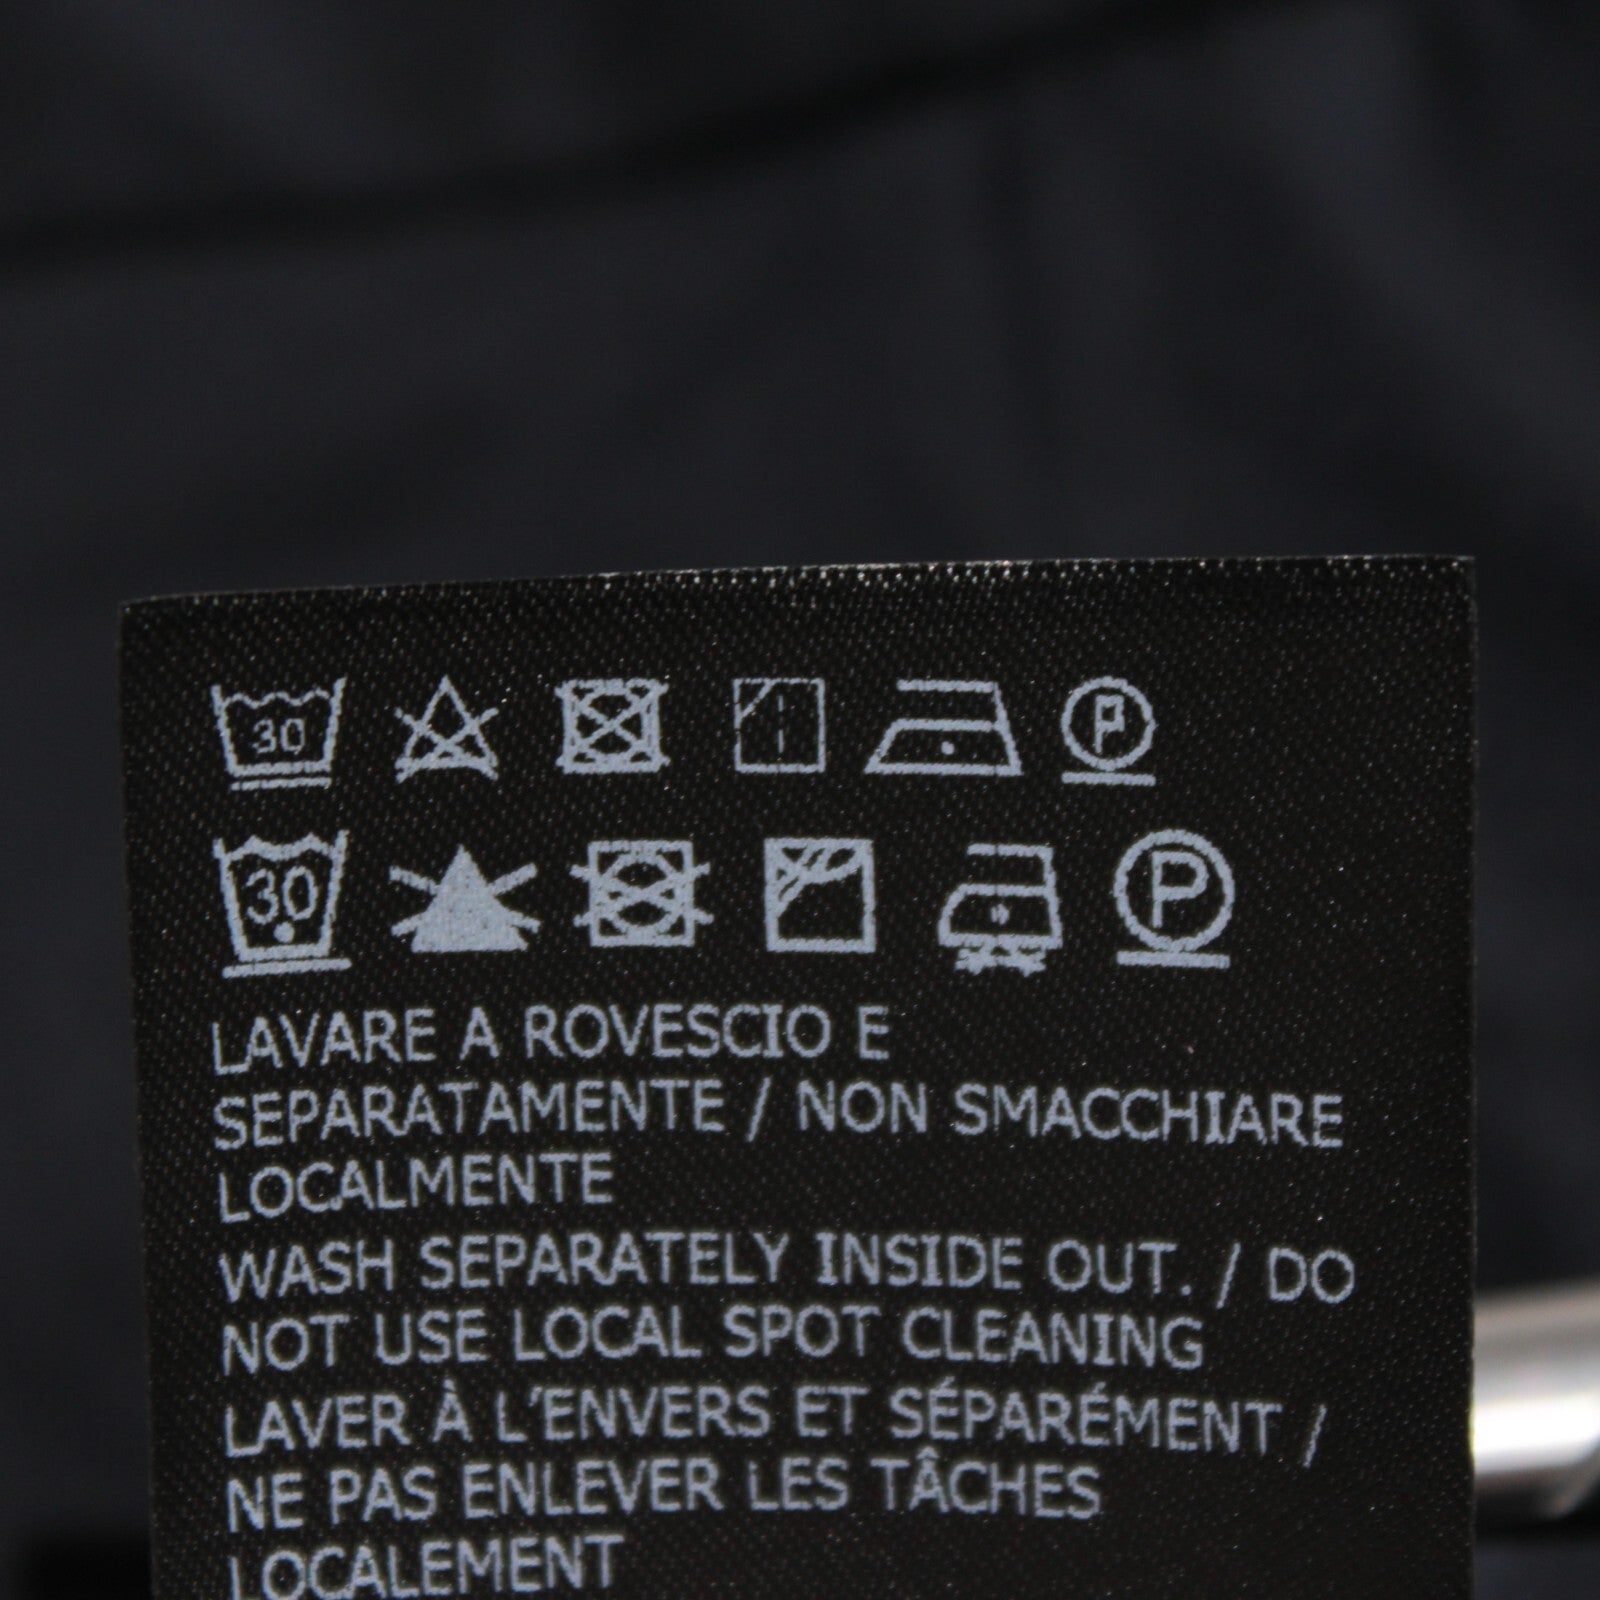 30 P
30 P
LAVARE A ROVESCIO E
SEPARATAMENTE / NON SMACCHIARE
LOCALMENTE
WASH SEPARATELY INSIDE OUT. / DO
NOT USE LOCAL SPOT CLEANING
LAVER À L'ENVERS ET SÉPARÉMENT /
NE PAS ENLEVER LES TÂCHES
LOCALEMENT